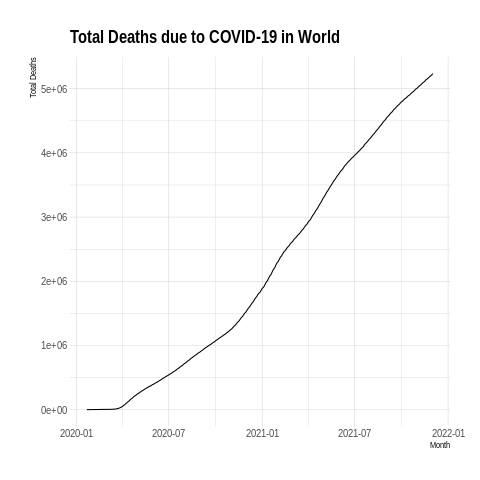 Total Deaths due to COVID-19 in World
Total Deaths
5e+06
4e+06
3e+06
2e+06
1e+06
0e+00
2020-01 2020-07 2021-01 2021-07 2022-01
Month